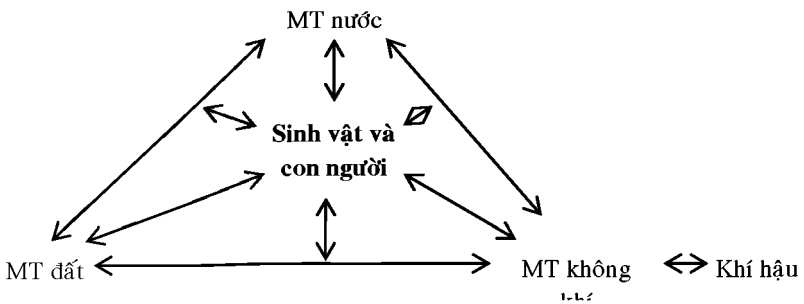 MT nước
Sinh vật và
con người
MT đất
MT không
Khí hậu